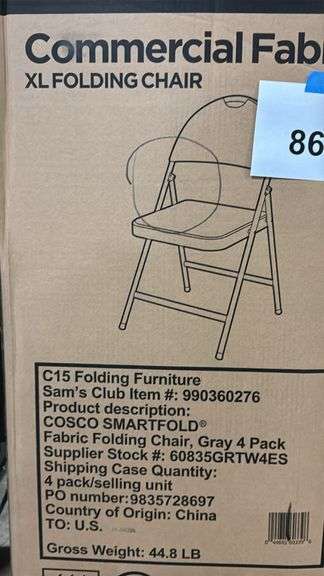 Commercial Fab
XL FOLDING CHAIR
86
C15 Folding Furniture
Sam's Club Item #: 990360276
Product description:
COSCO SMARTFOLD®
Fabric Folding Chair, Gray 4 Pack
Supplier Stock #: 60835GRTW4ES
Shipping Case Quantity:
4 pack/selling unit
PO number:9835728697
Country of Origin: China
TO: U.S.
Gross Weight: 44.8 LB